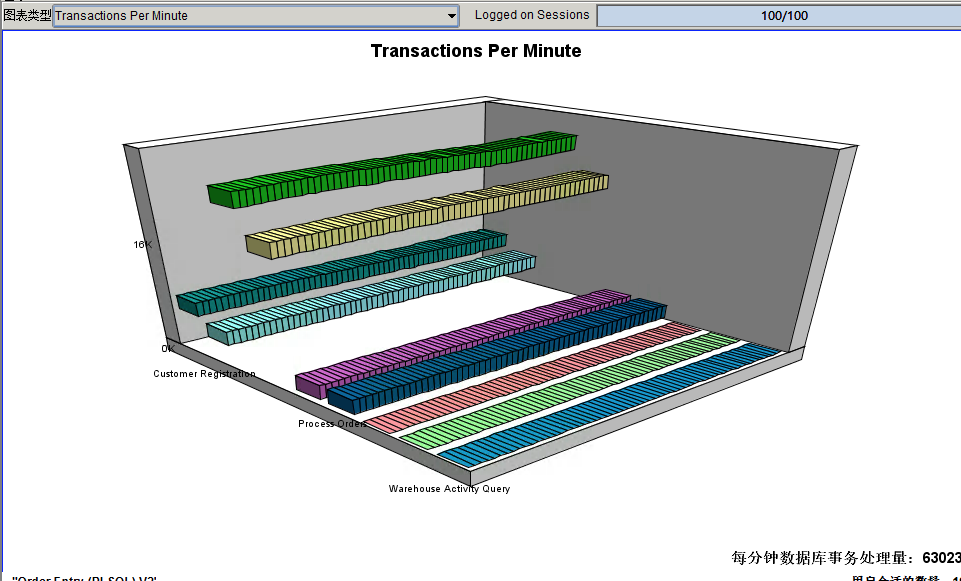 图表类型 Transactions Per Minute Logged on Sessions 100/100
Transactions Per Minute
16K
0K
Customer Registration
Process Orders
Warehouse Activity Query
每分钟数据库事务处理量: 63023
"Order Entry (PLSQL) V2"